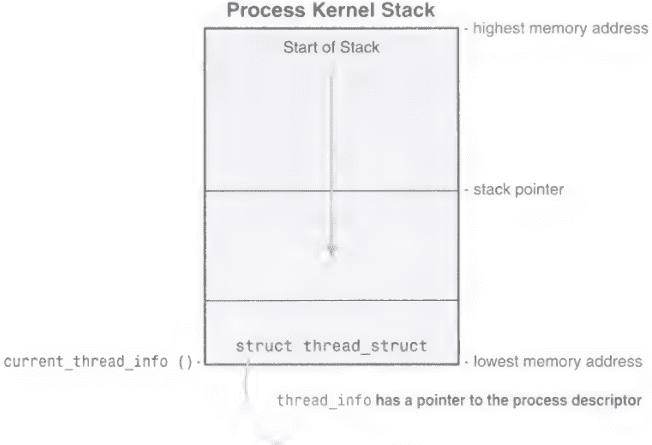 Process Kernel Stack
- highest memory address
Start of Stack
- stack pointer
struct thread_struct
current_thread_info () -
- lowest memory address
thread_info has a pointer to the process descriptor